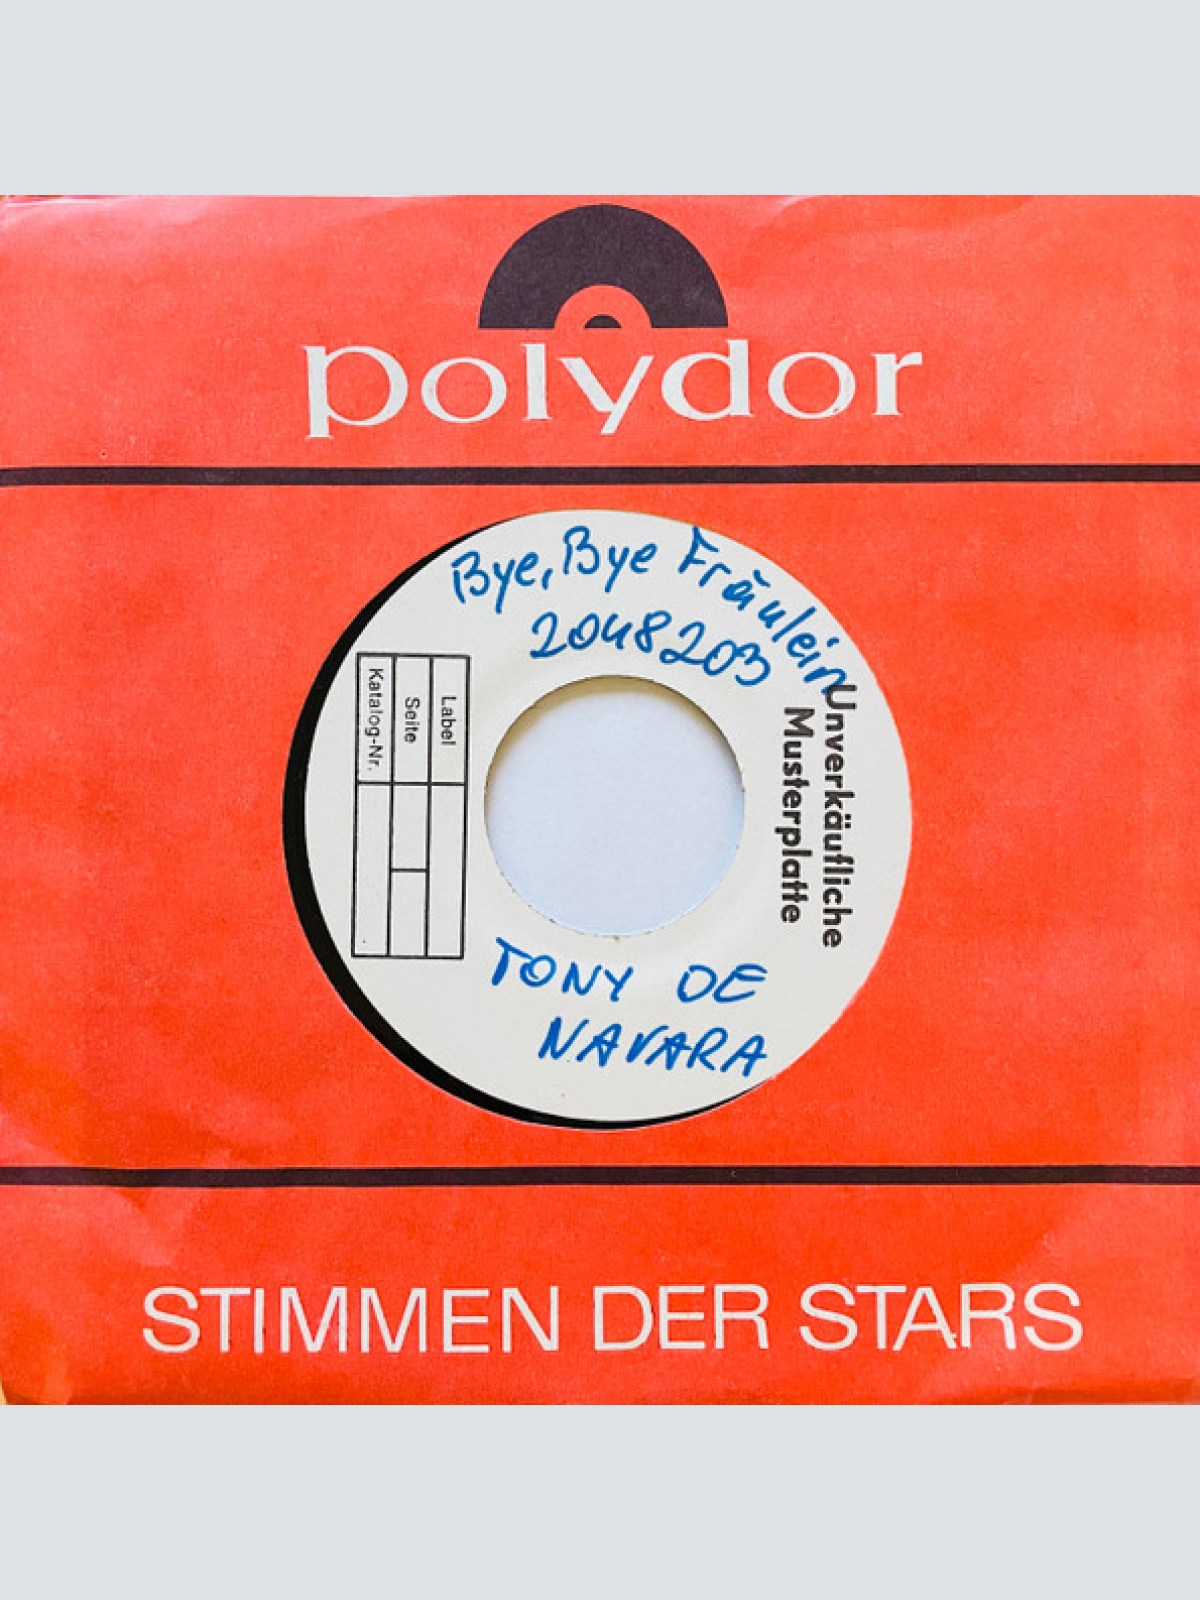 polydor
Bye, Bye Fräulein
2048203
Unverkäufliche
Musterplatte
Label
Seite
Katalog-Nr.
TONY DE
NAVARA
STIMMEN DER STARS